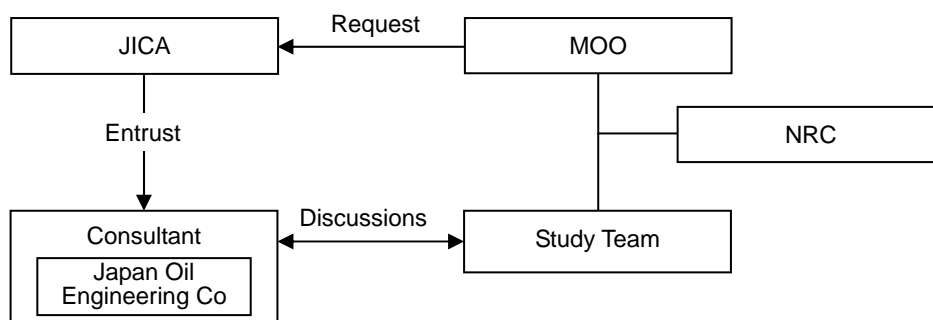 Request
JICA
MOO
Entrust
NRC
Discussions
Consultant
Study Team
Japan Oil
Engineering Co